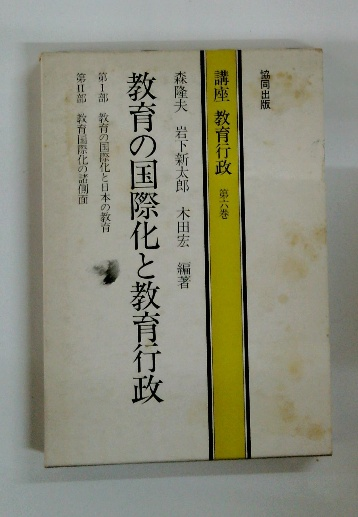 協同出版
講座 教育行政 第六巻
森隆夫 岩下新太郎 木田宏 編著
教育の国際化と教育行政
第I部 教育の国際化と日本の教育
第II部 教育国際化の諸側面